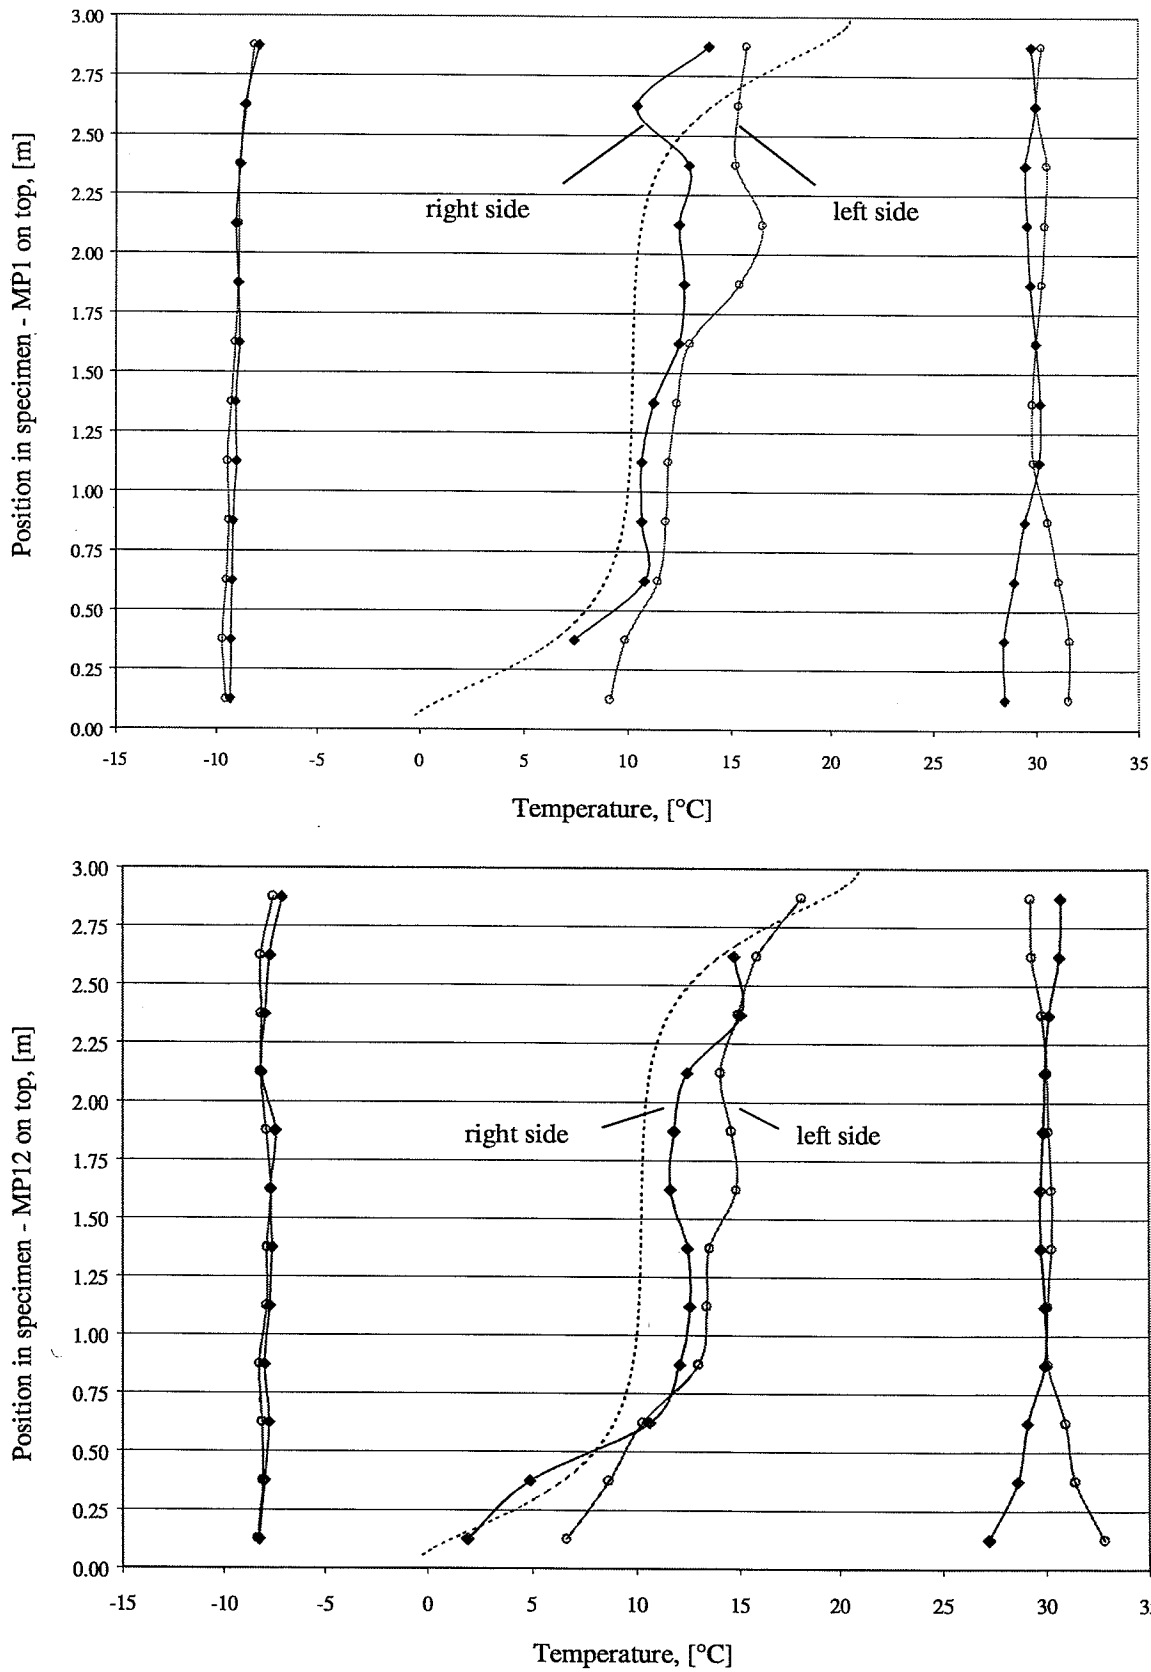 3.00
2.75
2.50
2.25
2.00
1.75
1.50
1.25
1.00
0.75
0.50
0.25
0.00
Position in specimen - MP1 on top, [m]
right side
left side
-15 -10 -5 0 5 10 15 20 25 30 35
Temperature, [°C]
3.00
2.75
2.50
2.25
2.00
1.75
1.50
1.25
1.00
0.75
0.50
0.25
0.00
Position in specimen - MP12 on top, [m]
right side
left side
-15 -10 -5 0 5 10 15 20 25 30
Temperature, [°C]